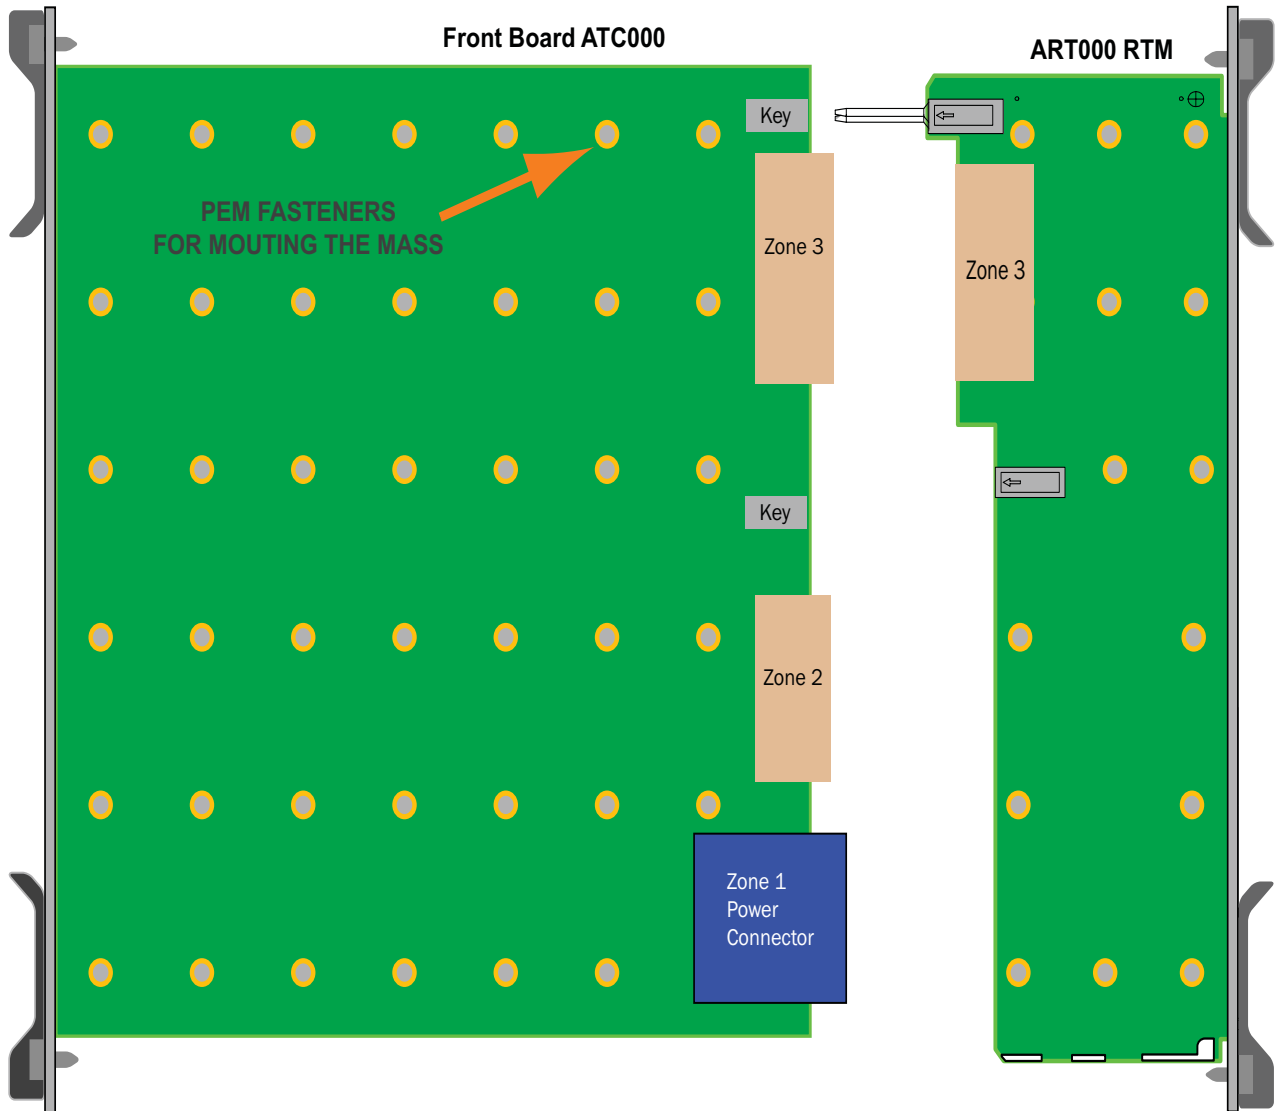 Front Board ATC000
ART000 RTM
Key
PEM FASTENERS
FOR MOUTING THE MASS
Zone 3
Zone 3
Key
Zone 2
Zone 1
Power
Connector